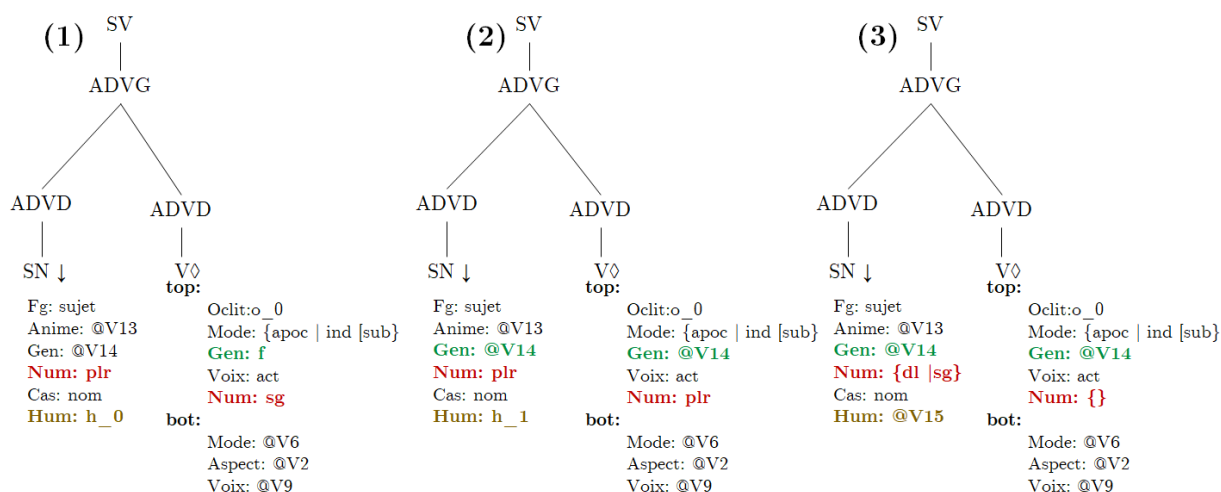 (1)
SV
ADVG
ADVD
ADVD
SN ↓
V◊
Fg: sujet
Anime: @V13
Gen: @V14
Num: plr
Cas: nom
Hum: h_0
top:
Oclit:o_0
Mode: {apoc | ind [sub}
Gen: f
Voix: act
Num: sg
bot:
Mode: @V6
Aspect: @V2
Voix: @V9
(2)
SV
ADVG
ADVD
ADVD
SN ↓
V◊
Fg: sujet
Anime: @V13
Gen: @V14
Num: plr
Cas: nom
Hum: h_1
top:
Oclit:o_0
Mode: {apoc | ind [sub}
Gen: @V14
Voix: act
Num: plr
bot:
Mode: @V6
Aspect: @V2
Voix: @V9
(3)
SV
ADVG
ADVD
ADVD
SN ↓
V◊
Fg: sujet
Anime: @V13
Gen: @V14
Num: {dl |sg}
Cas: nom
Hum: @V15
top:
Oclit:o_0
Mode: {apoc | ind [sub}
Gen: @V14
Voix: act
Num: {}
bot:
Mode: @V6
Aspect: @V2
Voix: @V9